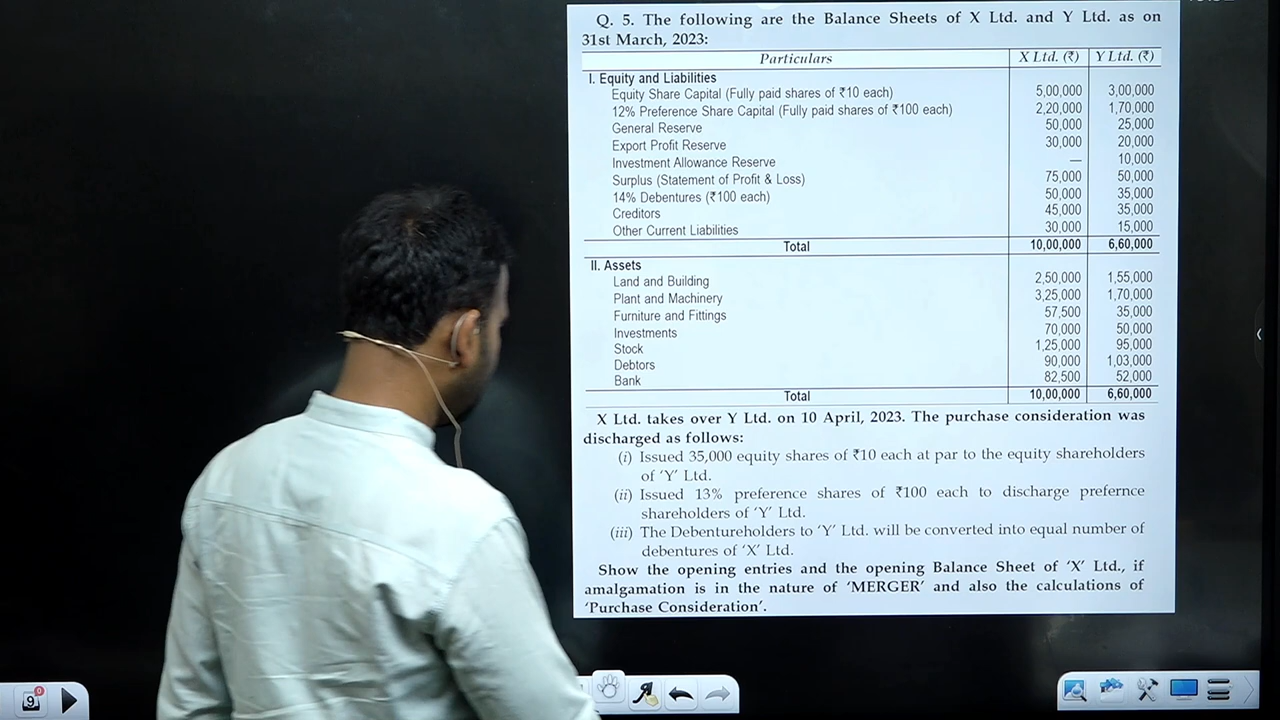 Q. 5. The following are the Balance Sheets of X Ltd. and Y Ltd. as on
31st March, 2023:
Particulars X Ltd. (₹) Y Ltd. (₹)
I. Equity and Liabilities
Equity Share Capital (Fully paid shares of ₹10 each) 5,00,000 3,00,000
12% Preference Share Capital (Fully paid shares of ₹100 each) 2,20,000 1,70,000
General Reserve 50,000 25,000
Export Profit Reserve 30,000 20,000
Investment Allowance Reserve — 10,000
Surplus (Statement of Profit & Loss) 75,000 50,000
14% Debentures (₹100 each) 50,000 35,000
Creditors 45,000 35,000
Other Current Liabilities 30,000 15,000
Total 10,00,000 6,60,000
II. Assets
Land and Building 2,50,000 1,55,000
Plant and Machinery 3,25,000 1,70,000
Furniture and Fittings 57,500 35,000
Investments 70,000 50,000
Stock 1,25,000 95,000
Debtors 90,000 1,03,000
Bank 82,500 52,000
Total 10,00,000 6,60,000
X Ltd. takes over Y Ltd. on 10 April, 2023. The purchase consideration was
discharged as follows:
(i) Issued 35,000 equity shares of ₹10 each at par to the equity shareholders
of 'Y' Ltd.
(ii) Issued 13% preference shares of ₹100 each to discharge prefernce
shareholders of 'Y' Ltd.
(iii) The Debentureholders to 'Y' Ltd. will be converted into equal number of
debentures of 'X' Ltd.
Show the opening entries and the opening Balance Sheet of 'X' Ltd., if
amalgamation is in the nature of 'MERGER' and also the calculations of
'Purchase Consideration'.
9
0